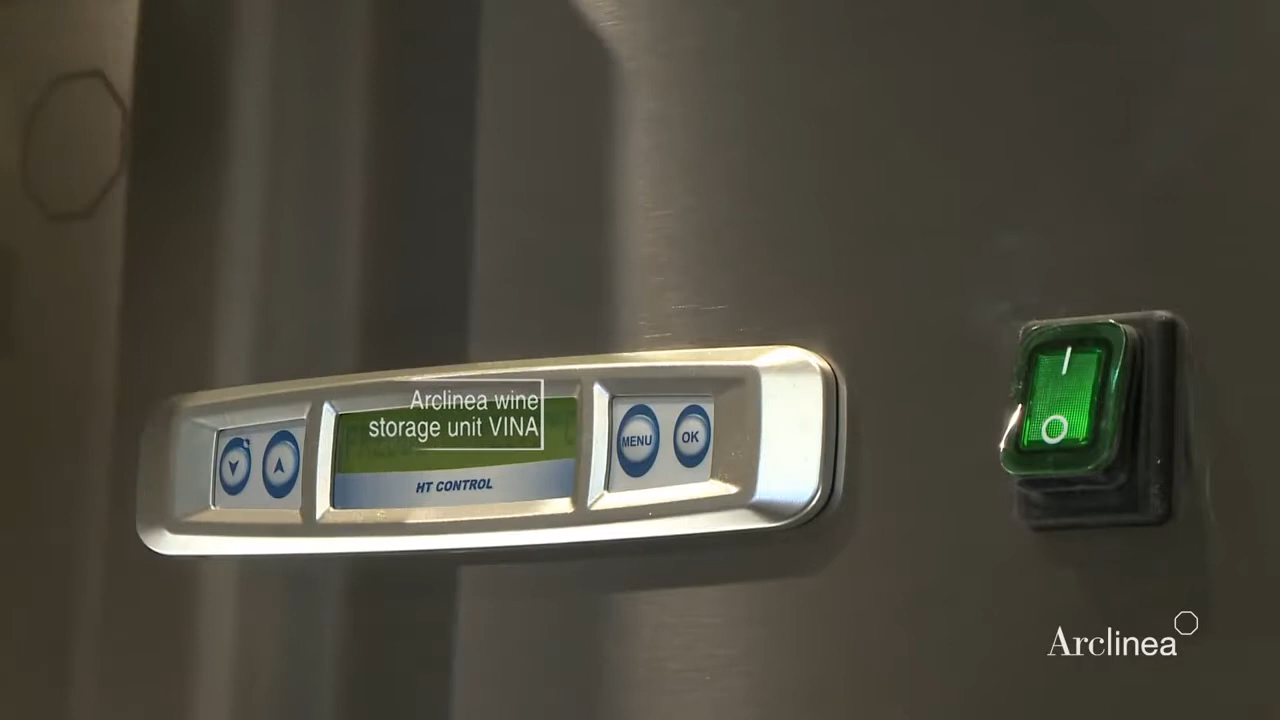 Arclinea wine
storage unit VINA
MENU
OK
HT CONTROL
Arclinea